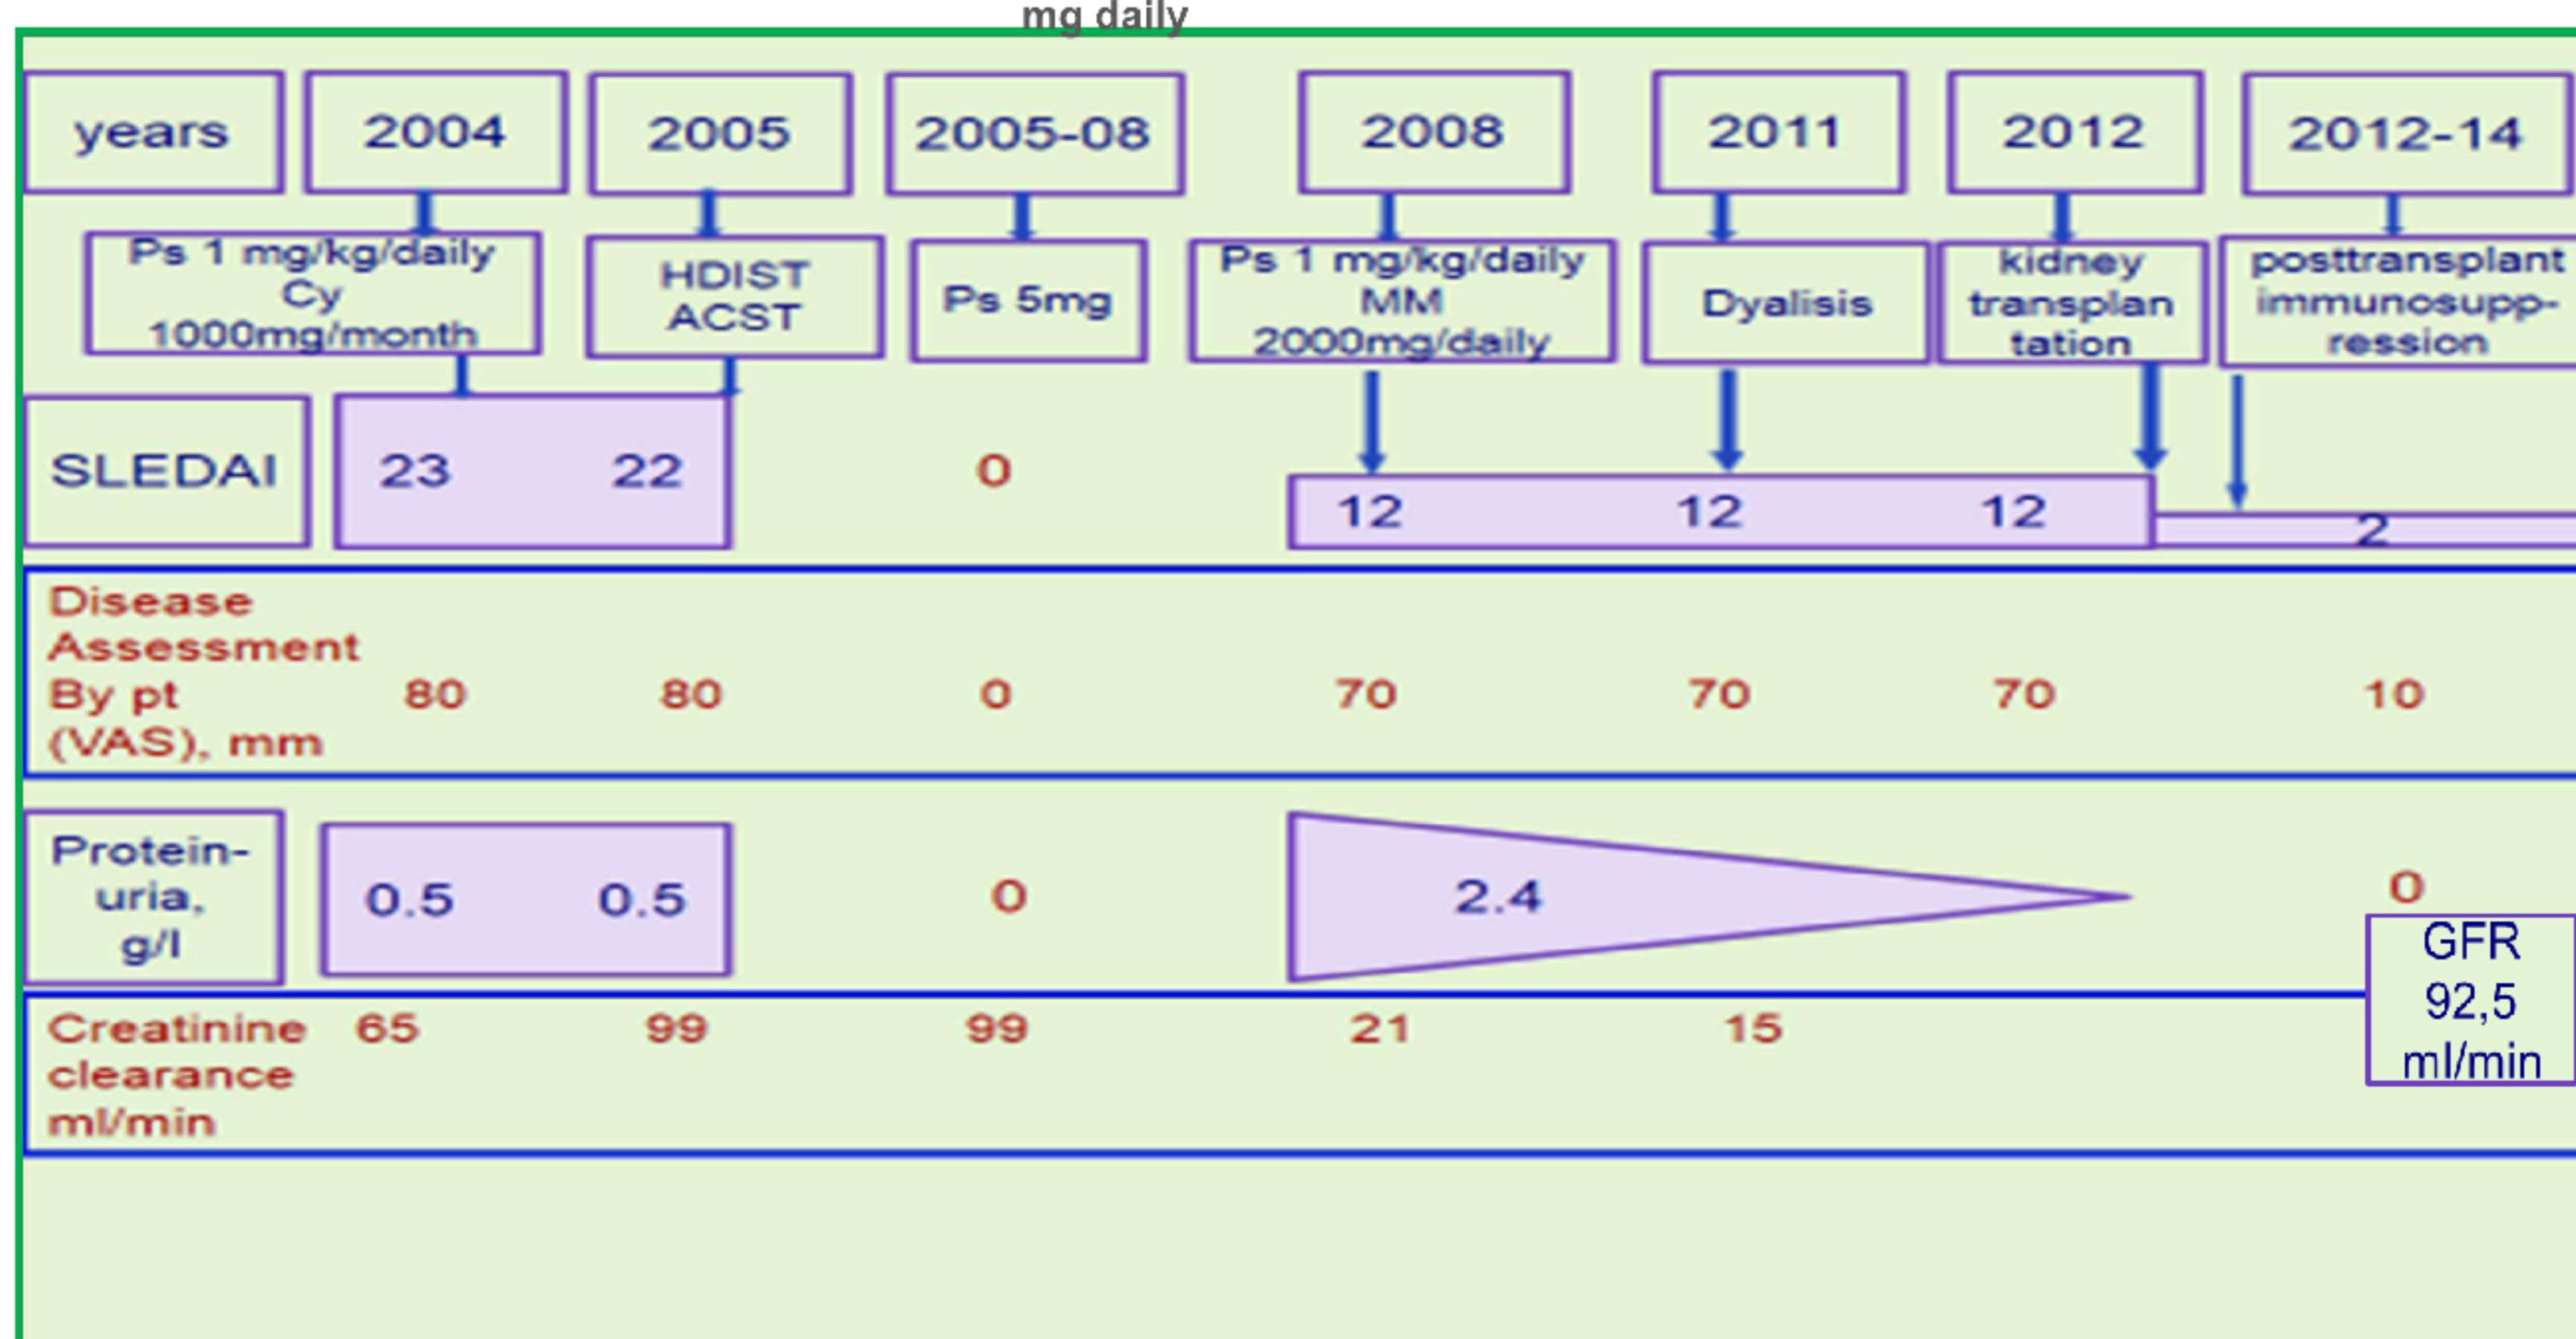 mg daily
years 2004 2005 2005-08 2008 2011 2012 2012-14
Ps 1 mg/kg/daily
Cy
1000mg/month
HDIST
ACST
Ps 5mg
Ps 1 mg/kg/daily
MM
2000mg/daily
Dyalisis
kidney
transplan
tation
posttransplant
immunosupp-
ression
SLEDAI 23 22 0 12 12 12 2
Disease
Assessment
By pt 80 80 0 70 70 70 10
(VAS), mm
Protein-
uria, 0.5 0.5 0 2.4 0
g/l
GFR
92,5
ml/min
Creatinine 65 99 99 21 15
clearance
ml/min